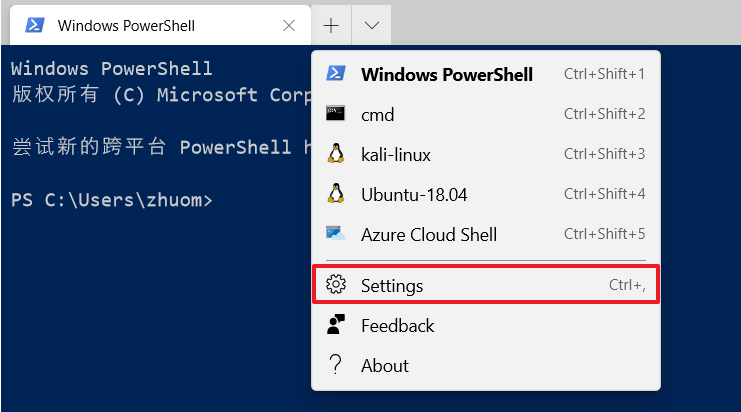 Windows PowerShell
Windows PowerShell
版权所有 (C) Microsoft Corp
尝试新的跨平台 PowerShell
PS C:\Users\zhuom>
Windows PowerShell Ctrl+Shift+1
cmd Ctrl+Shift+2
kali-linux Ctrl+Shift+3
Ubuntu-18.04 Ctrl+Shift+4
Azure Cloud Shell Ctrl+Shift+5
Settings Ctrl+,
Feedback
About